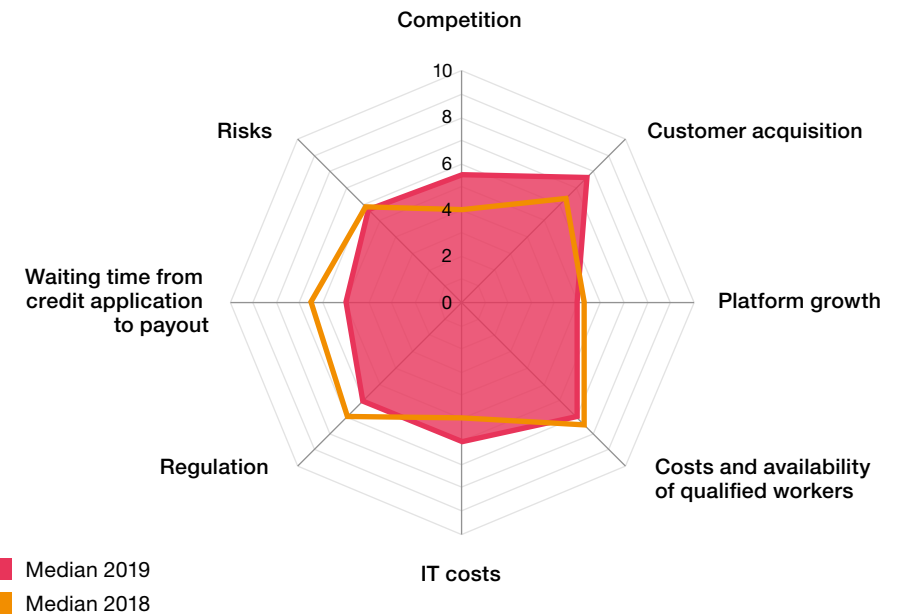 Competition
10
8
6
4
2
0
Risks
Customer acquisition
Waiting time from
credit application
to payout
Platform growth
Regulation
Costs and availability
of qualified workers
IT costs
Median 2019
Median 2018